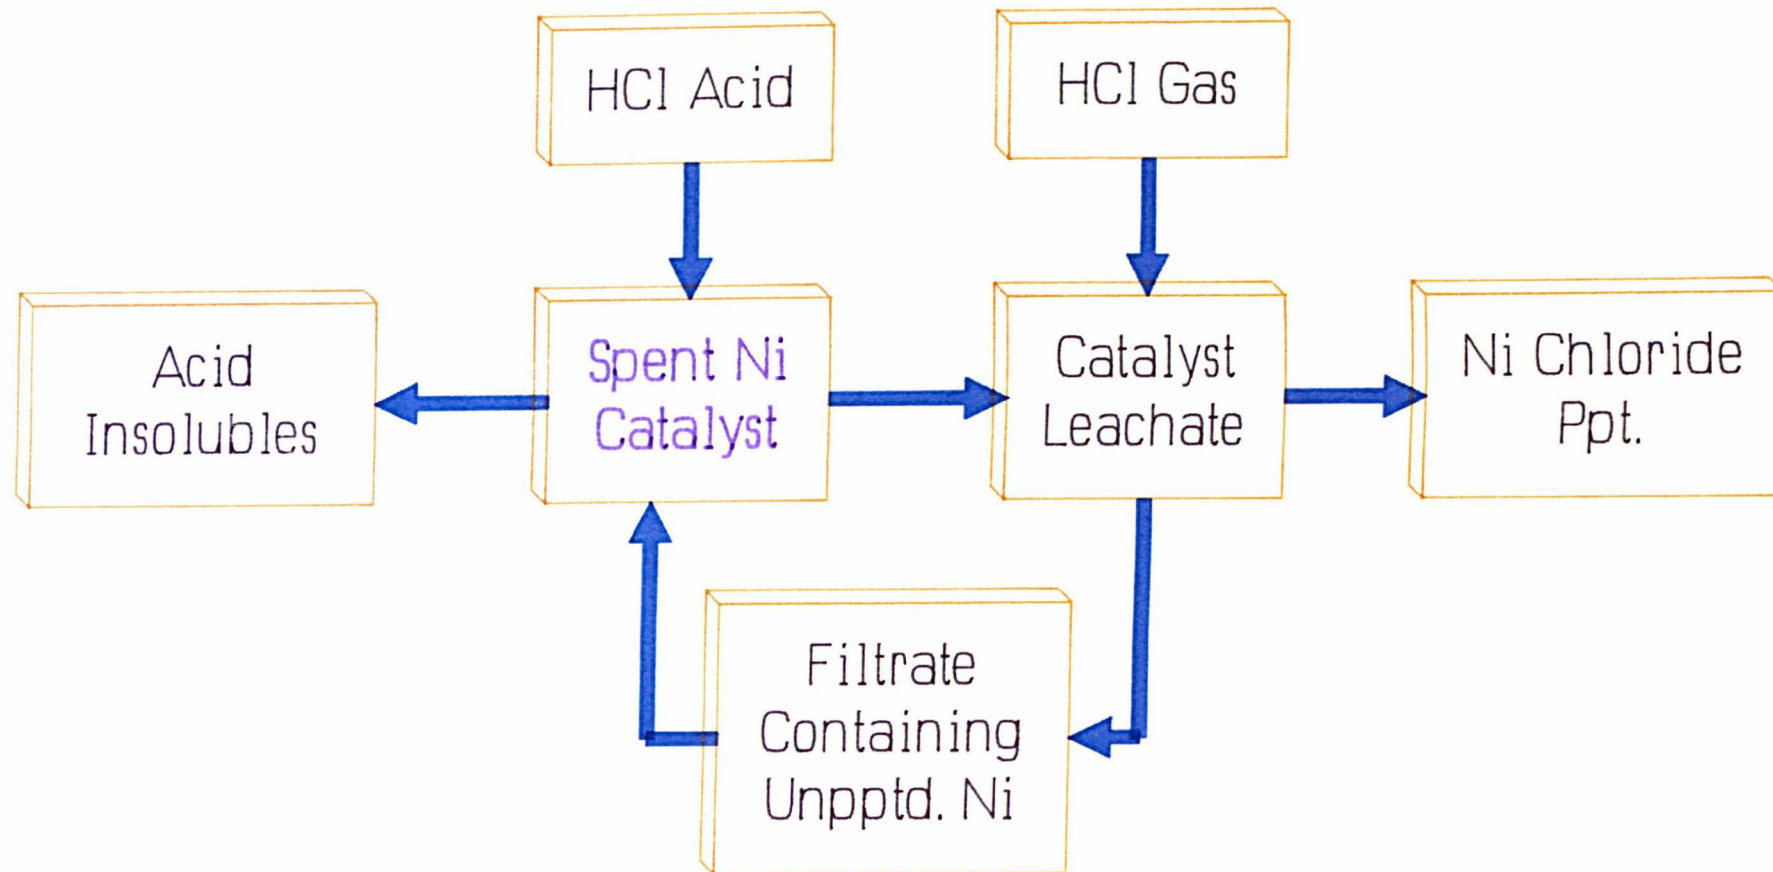 HCl Acid
HCl Gas
Acid
Insolubles
Spent Ni
Catalyst
Catalyst
Leachate
Ni Chloride
Ppt.
Filtrate
Containing
Unpptd. Ni